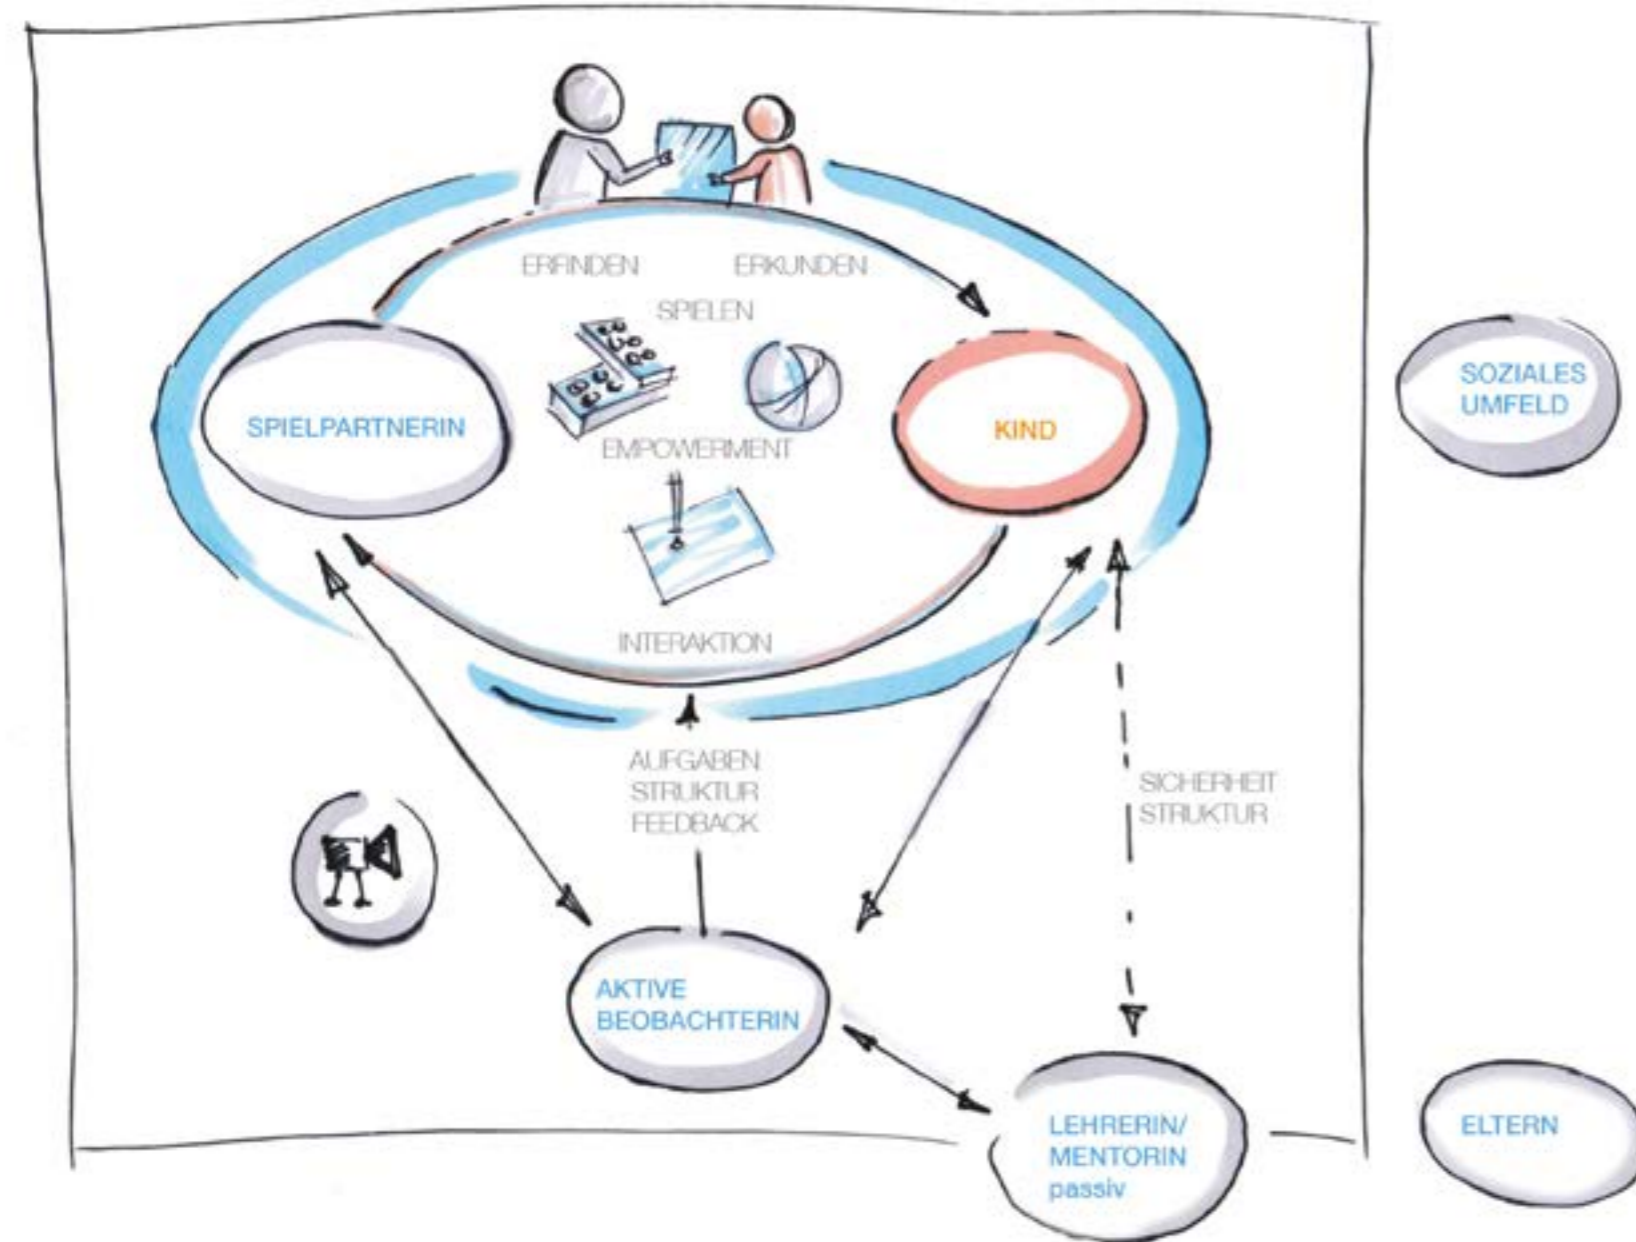 ERFINDEN
ERKUNDEN
SPIELEN
SPIELPARTNERIN
KIND
SOZIALES
UMFELD
EMPOWERMENT
INTERAKTION
AUFGABEN
STRUKTUR
FEEDBACK
SICHERHEIT
STRUKTUR
AKTIVE
BEOBACHTERIN
LEHRERIN/
MENTORIN
passiv
ELTERN